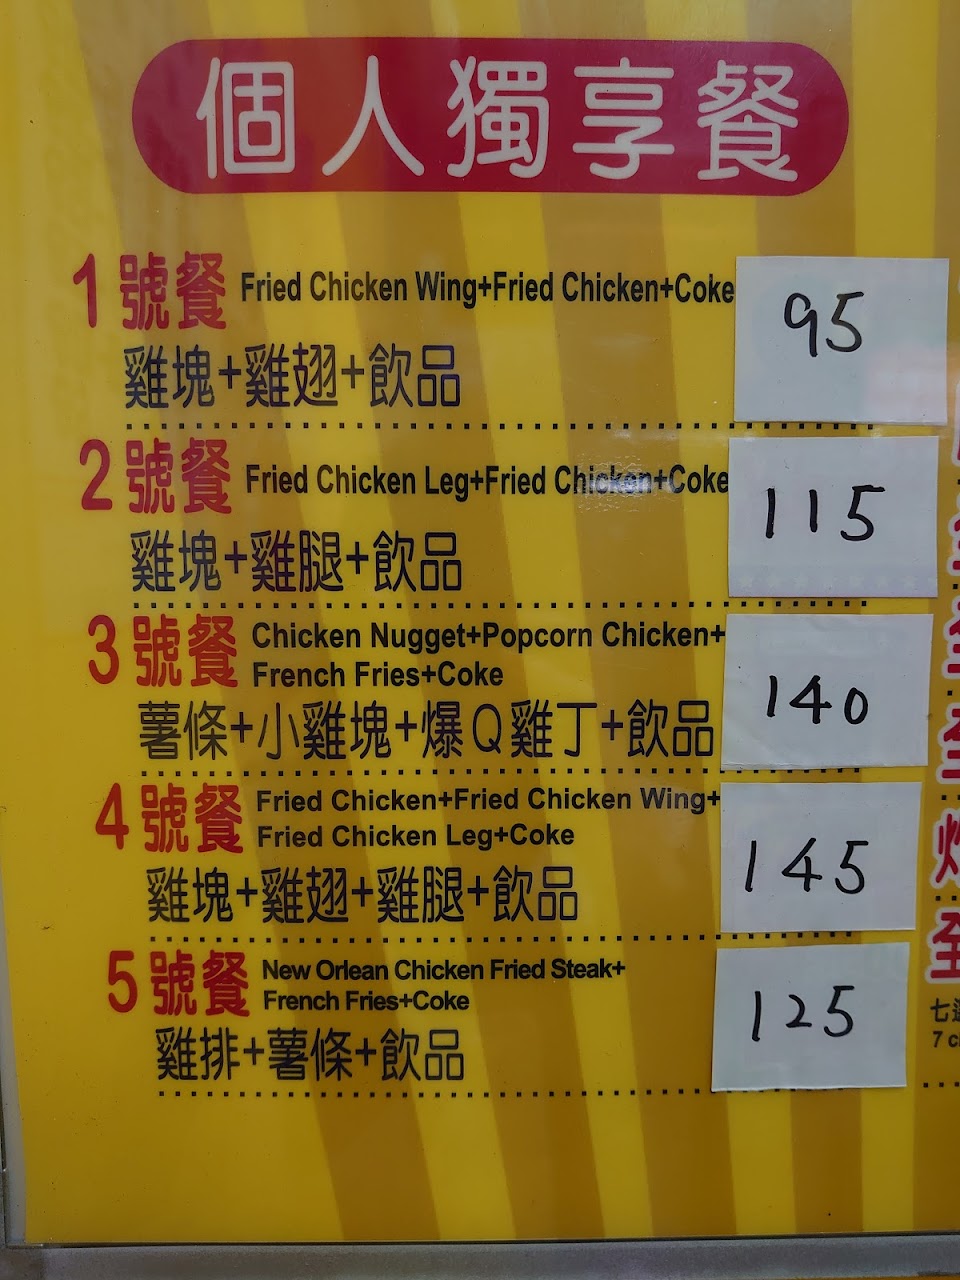 個人獨享餐
1號餐 Fried Chicken Wing+Fried Chicken+Coke 95
雞塊+雞翅+飲品
2號餐 Fried Chicken Leg+Fried Chicken+Coke 115
雞塊+雞腿+飲品
3號餐 Chicken Nugget+Popcorn Chicken+
French Fries+Coke 140
薯條+小雞塊+爆Q雞丁+飲品
4號餐 Fried Chicken+Fried Chicken Wing+
Fried Chicken Leg+Coke 145
雞塊+雞翅+雞腿+飲品
5號餐 New Orlean Chicken Fried Steak+
French Fries+Coke 125
雞排+薯條+飲品
全
七
7